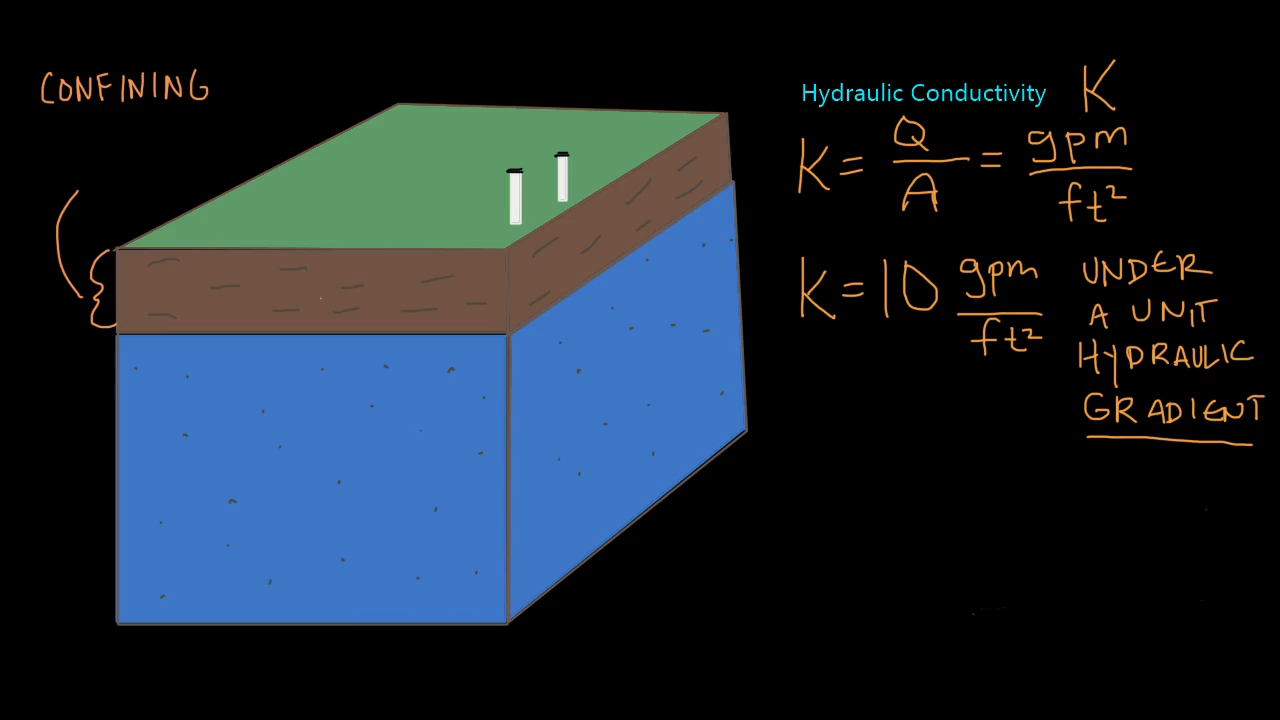 CONFINING
Hydraulic Conductivity K
K = Q/A = gpm/ft²
K = 10 gpm/ft²
UNDER
A UNIT
HYDRAULIC
GRADIENT